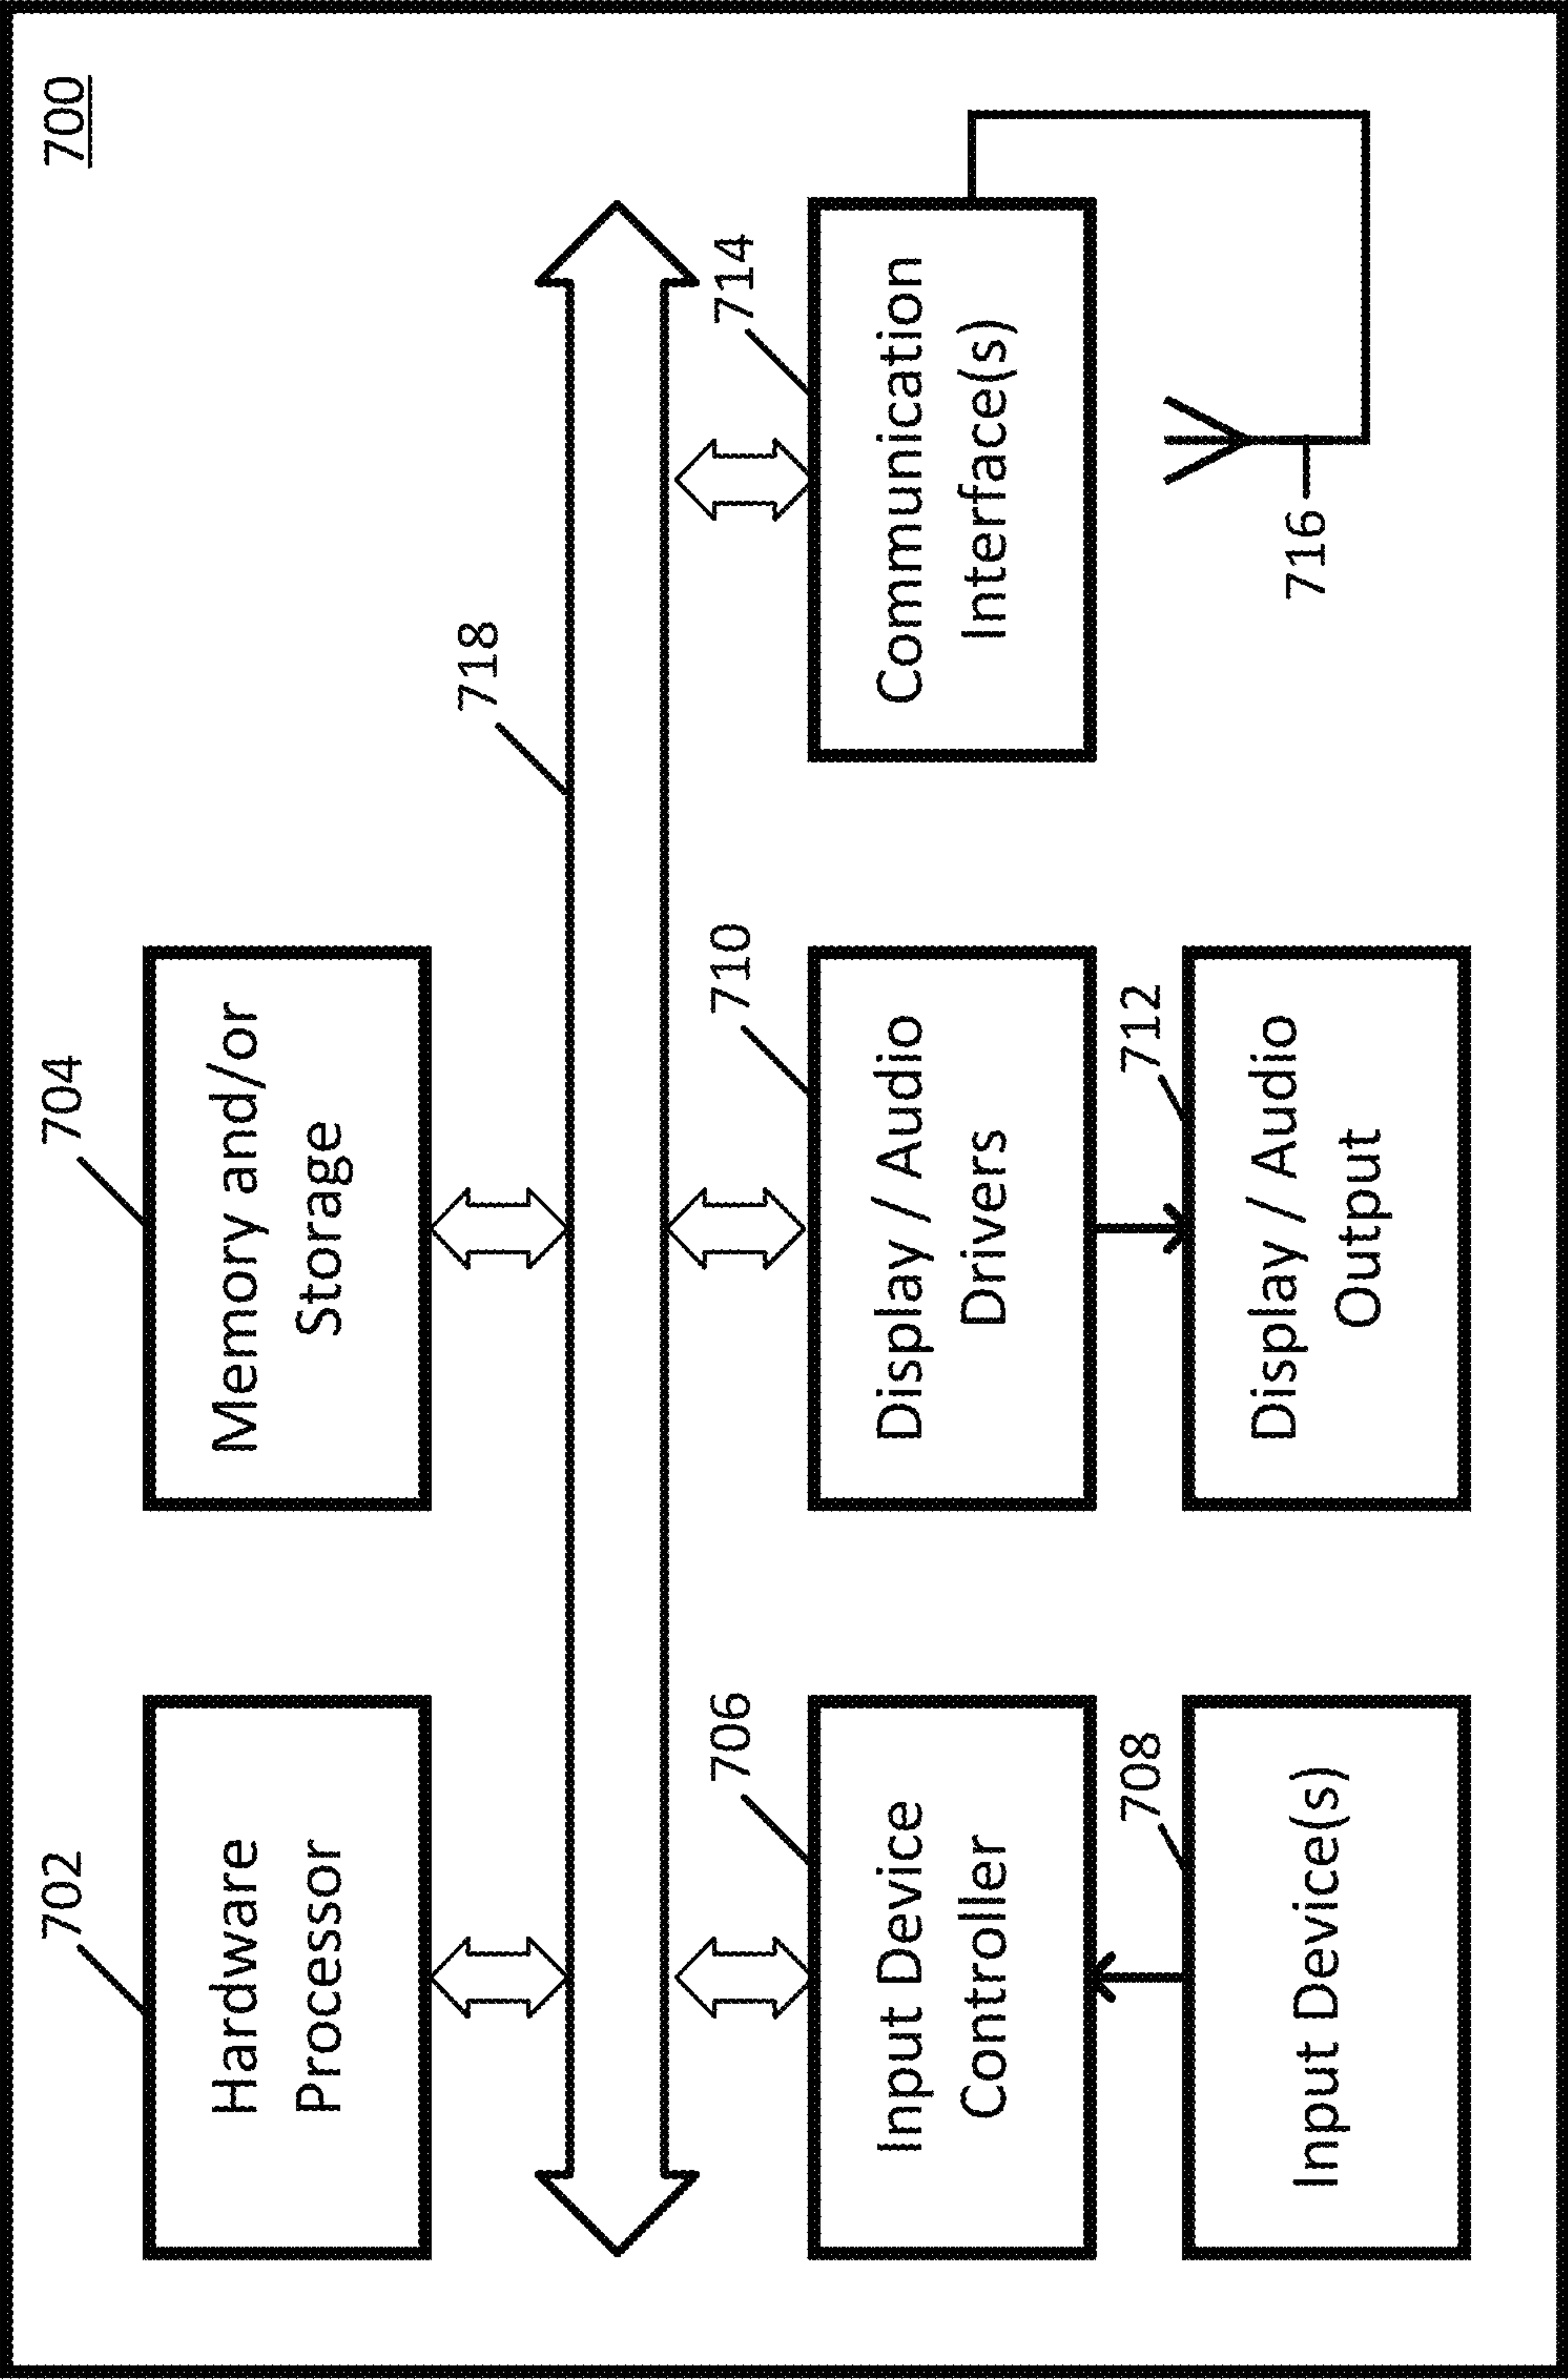 700
702
Hardware
Processor
704
Memory and/or
Storage
718
706
Input Device
Controller
710
Display / Audio
Drivers
714
Communication
Interface(s)
708
Input Device(s)
712
Display / Audio
Output
716